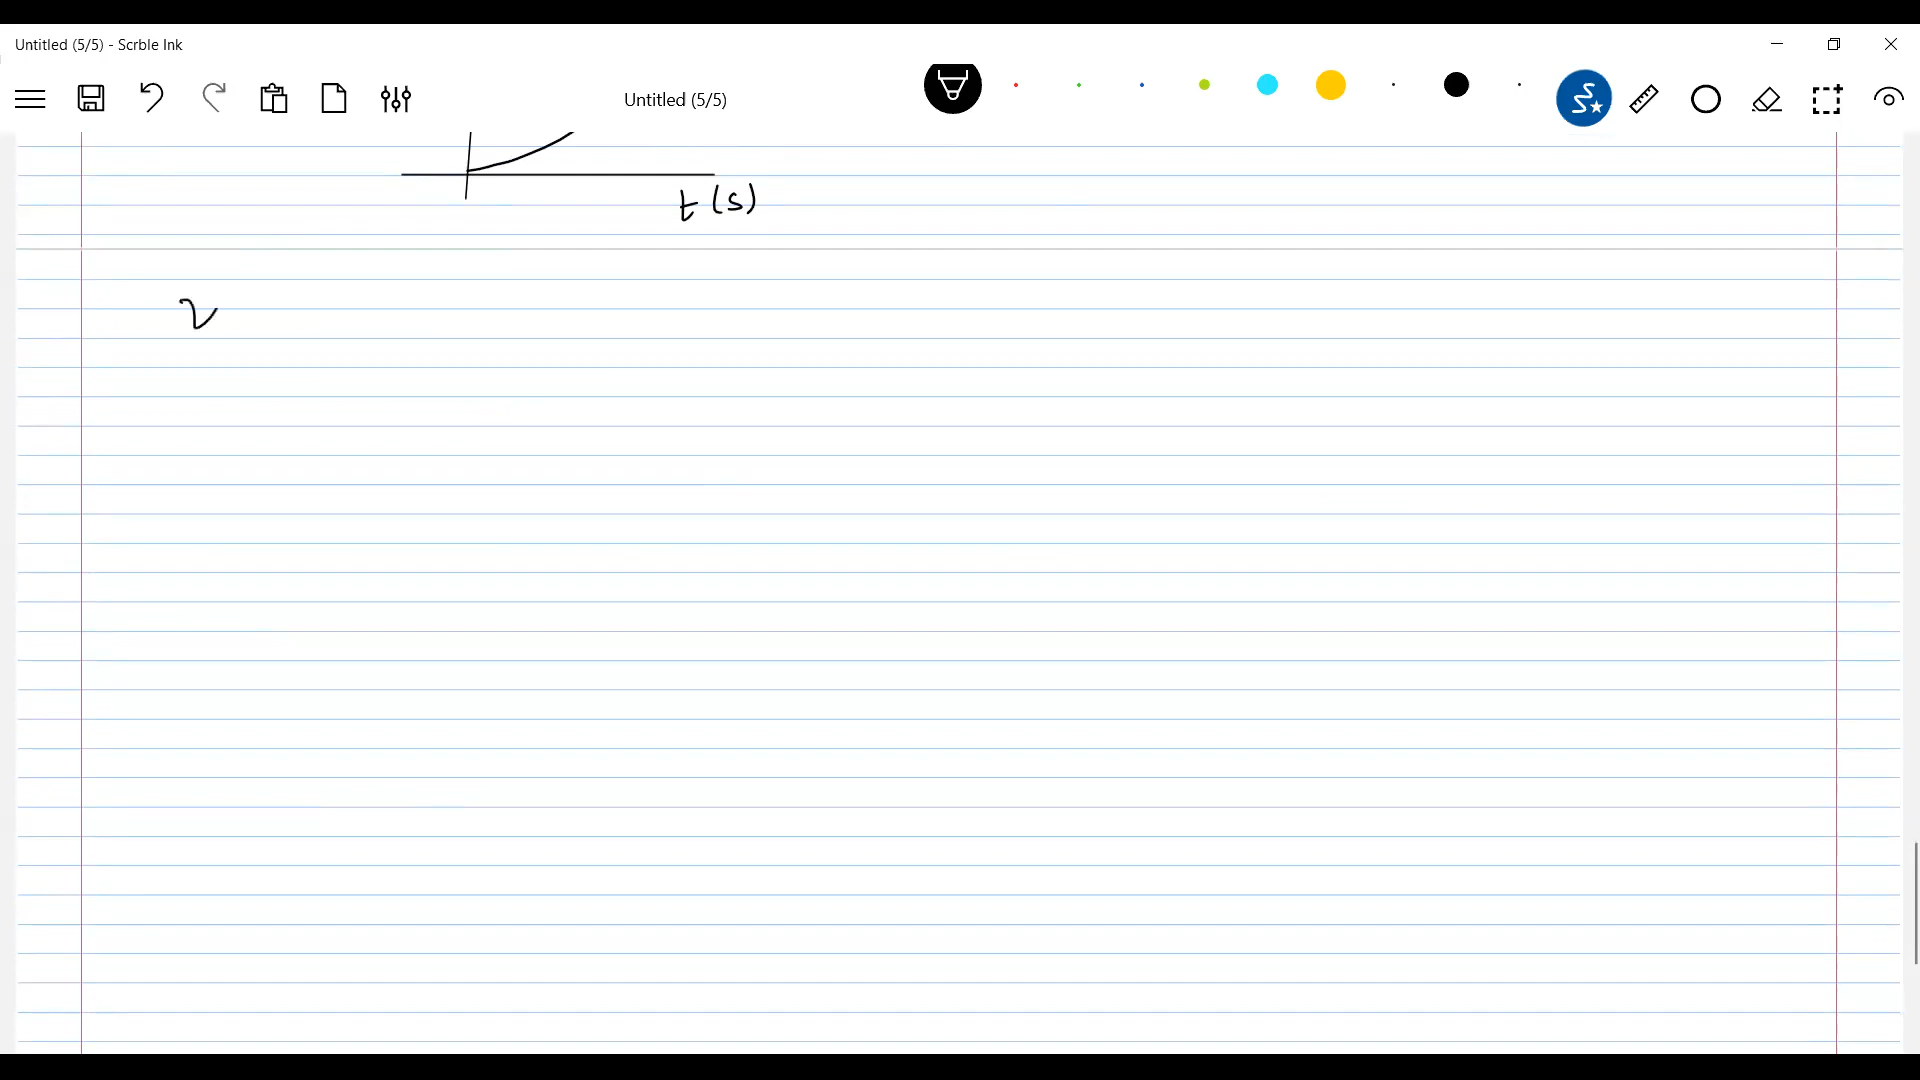 Untitled (5/5) - Scrble Ink
Untitled (5/5)
t (s)
v